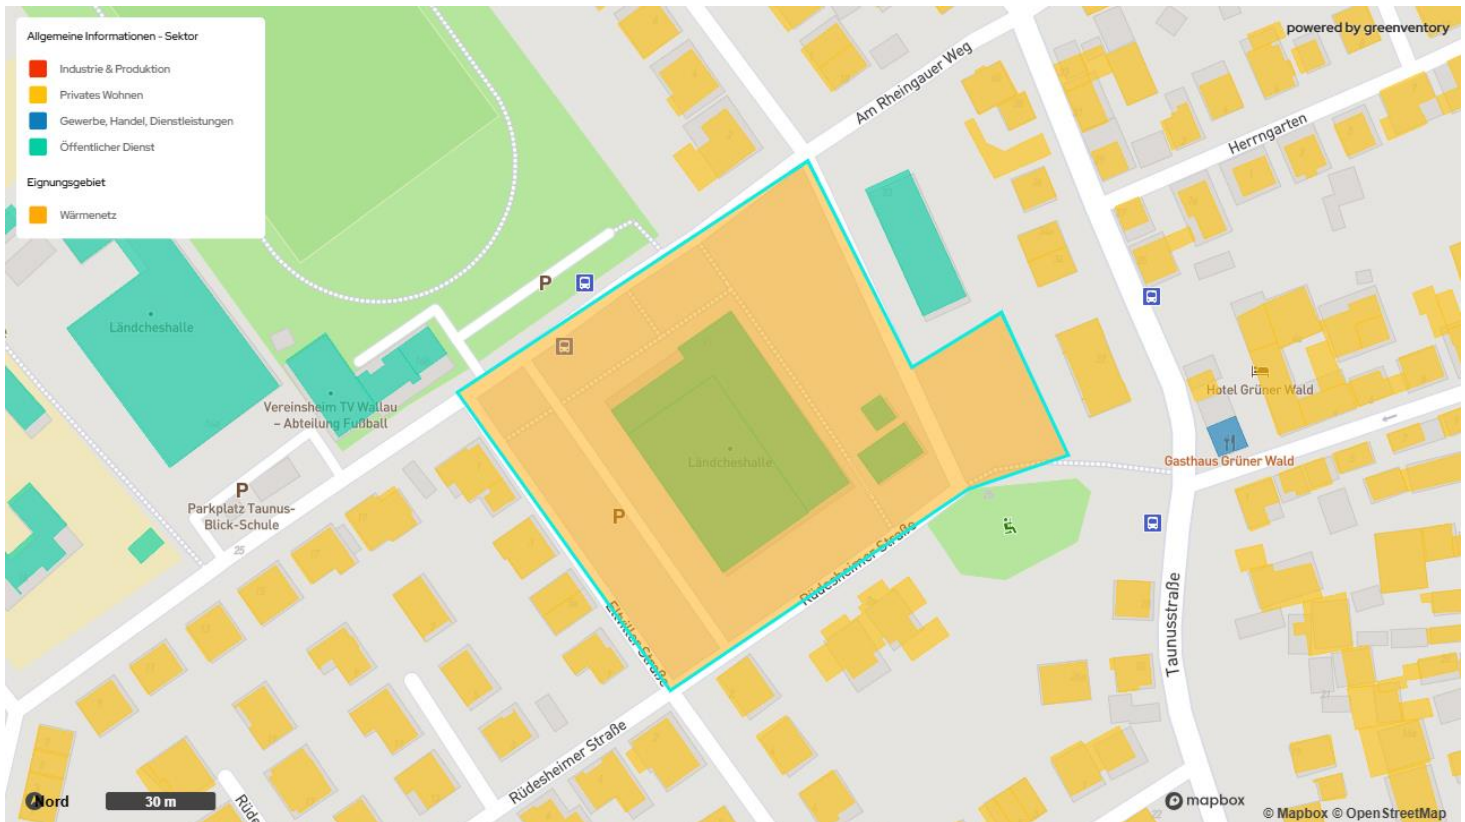 Allgemeine Informationen - Sektor
Industrie & Produktion
Privates Wohnen
Gewerbe, Handel, Dienstleistungen
Öffentlicher Dienst
Eignungsgebiet
Wärmenetz
powered by greenventory
Am Rheingauer Weg
Herrngarten
P
Ländcheshalle
Vereinsheim TV Wallau
– Abteilung Fußball
Hotel Grüner Wald
Gasthaus Grüner Wald
Ländcheshalle
P
Parkplatz Taunus-
Blick-Schule
P
25
Rüdesheimer Straße
Eltviller Straße
Taunusstraße
Rüdesheimer Straße
Nord
30 m
Rüde
mapbox
22
© Mapbox © OpenStreetMap